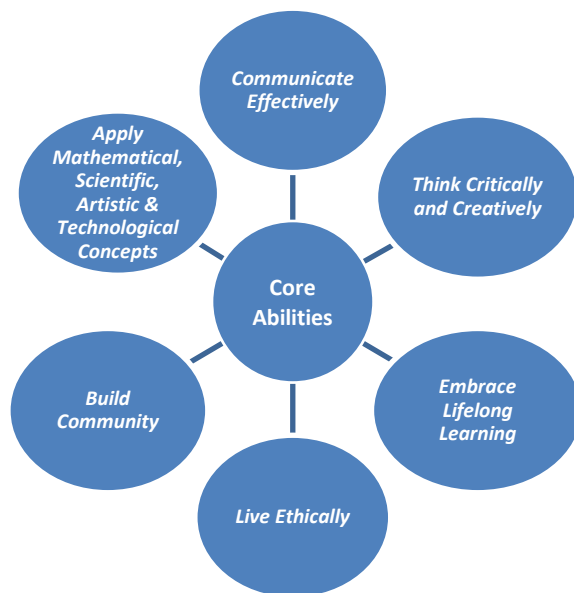 Communicate
Effectively
Apply
Mathematical,
Scientific,
Artistic &
Technological
Concepts
Think Critically
and Creatively
Core
Abilities
Build
Community
Embrace
Lifelong
Learning
Live Ethically